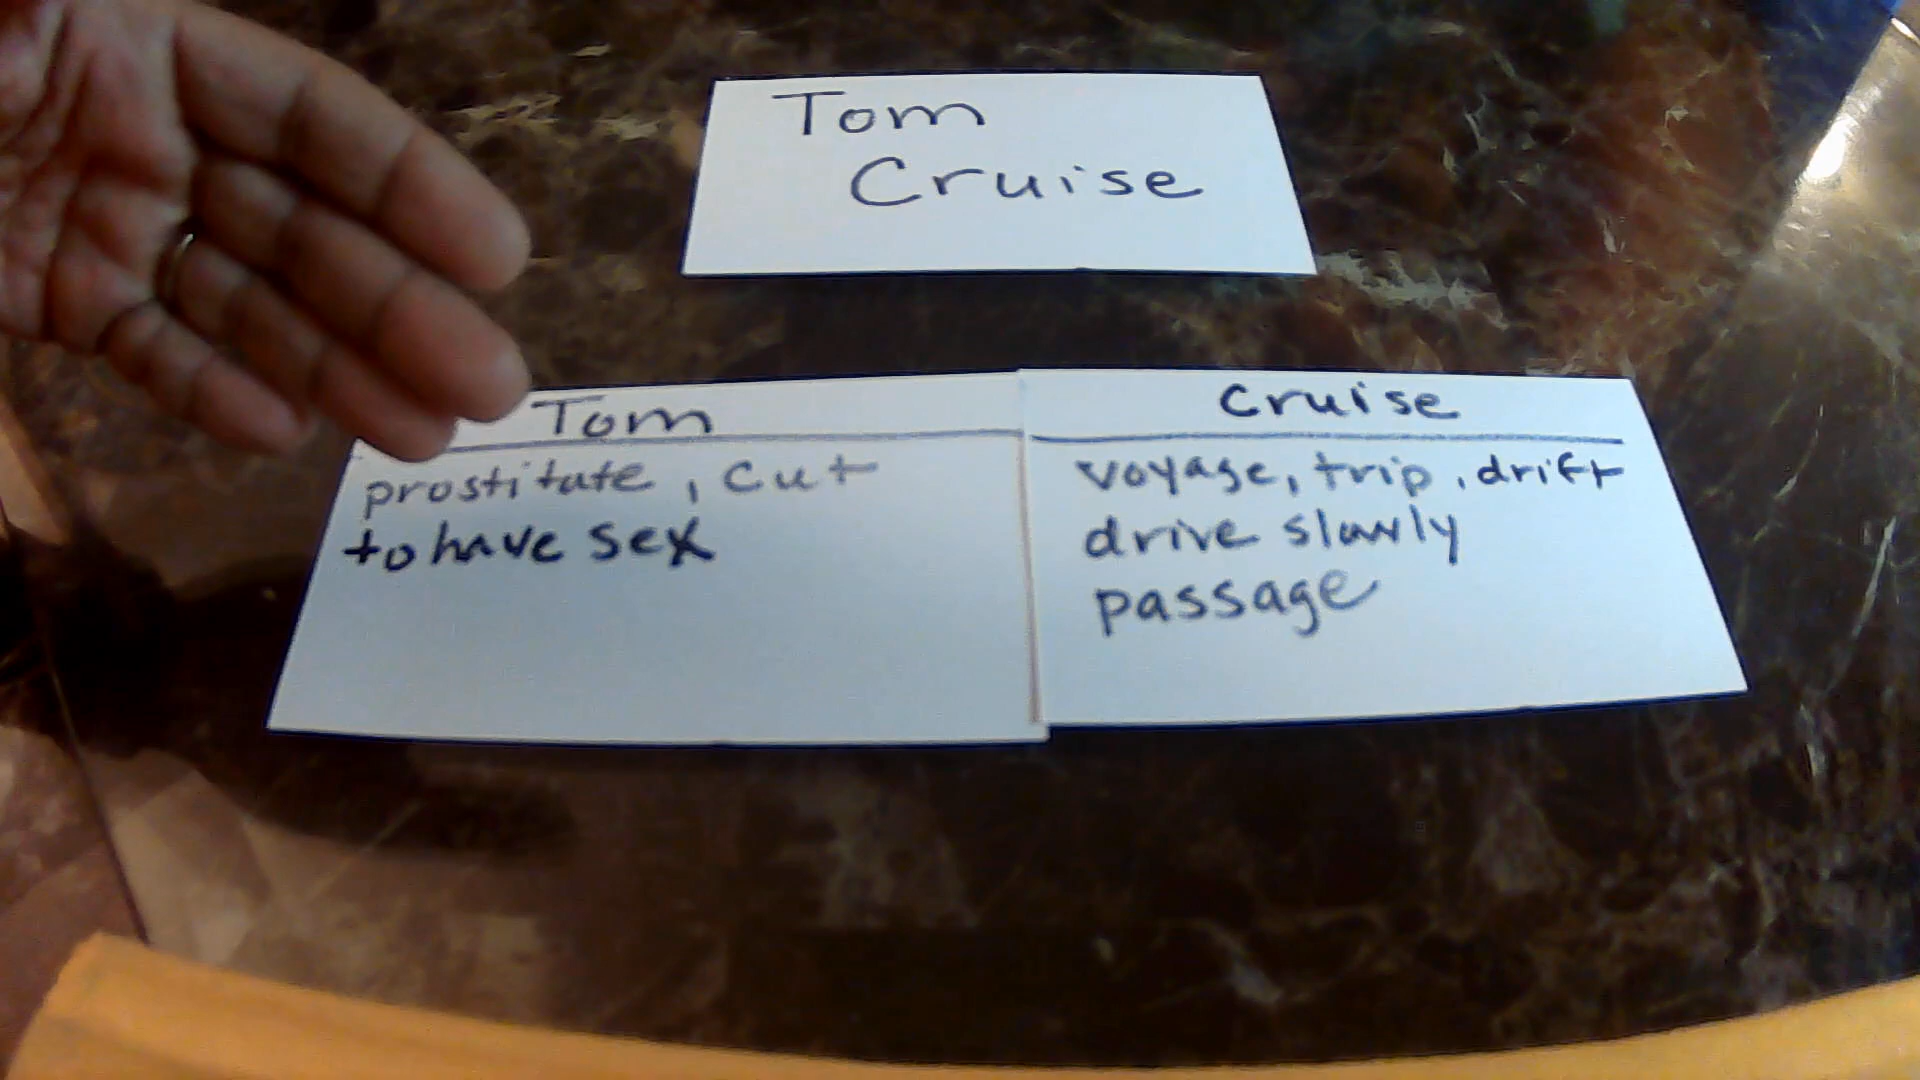 Tom
Cruise
Tom
prostitute, cut
to have sex
Cruise
voyage, trip, drift
drive slowly
passage